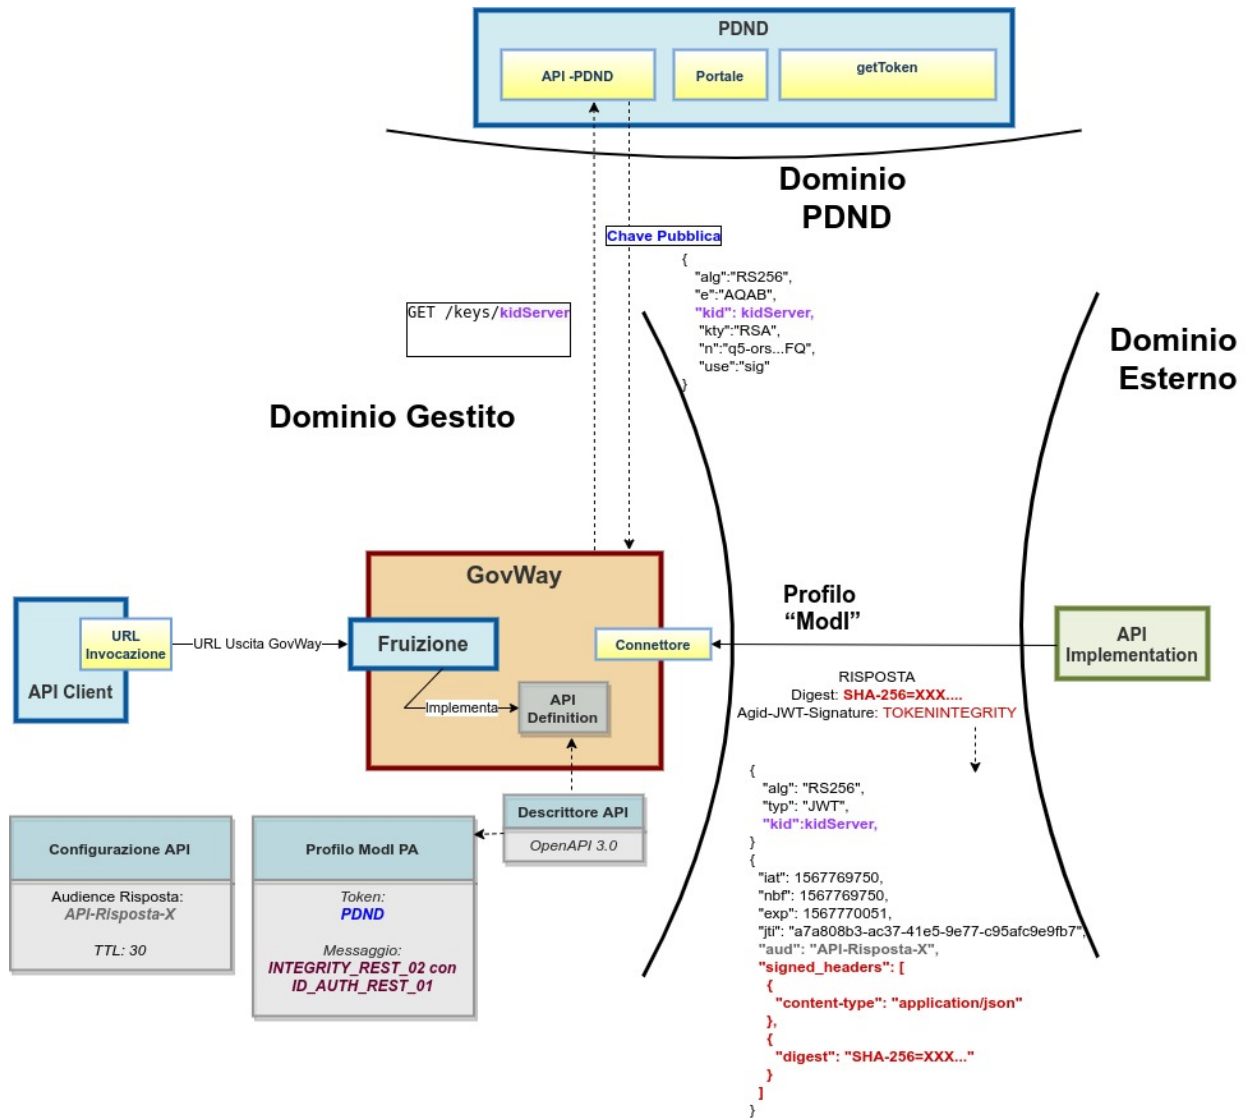 PDND
API -PDND
Portale
getToken
Dominio
PDND
Chave Pubblica
{
"alg":"RS256",
"e":"AQAB",
"kid": kidServer,
"kty":"RSA",
"n":"q5-ors...FQ",
"use":"sig"
}
GET /keys/kidServer
Dominio
Esterno
Dominio Gestito
GovWay
URL
Invocazione
API Client
URL Uscita GovWay
Fruizione
Implementa
API
Definition
Connettore
Profilo
“ModI”
API
Implementation
RISPOSTA
Digest: SHA-256=XXX....
Agid-JWT-Signature: TOKENINTEGRITY
{
"alg": "RS256",
"typ": "JWT",
"kid":kidServer,
}
{
"iat": 1567769750,
"nbf": 1567769750,
"exp": 1567770051,
"jti": "a7a808b3-ac37-41e5-9e77-c95afc9e9fb7",
"aud": "API-Risposta-X",
"signed_headers": [
{
"content-type": "application/json"
},
{
"digest": "SHA-256=XXX..."
}
]
}
Descrittore API
OpenAPI 3.0
Configurazione API
Audience Risposta:
API-Risposta-X
TTL: 30
Profilo ModI PA
Token:
PDND
Messaggio:
INTEGRITY_REST_02 con
ID_AUTH_REST_01